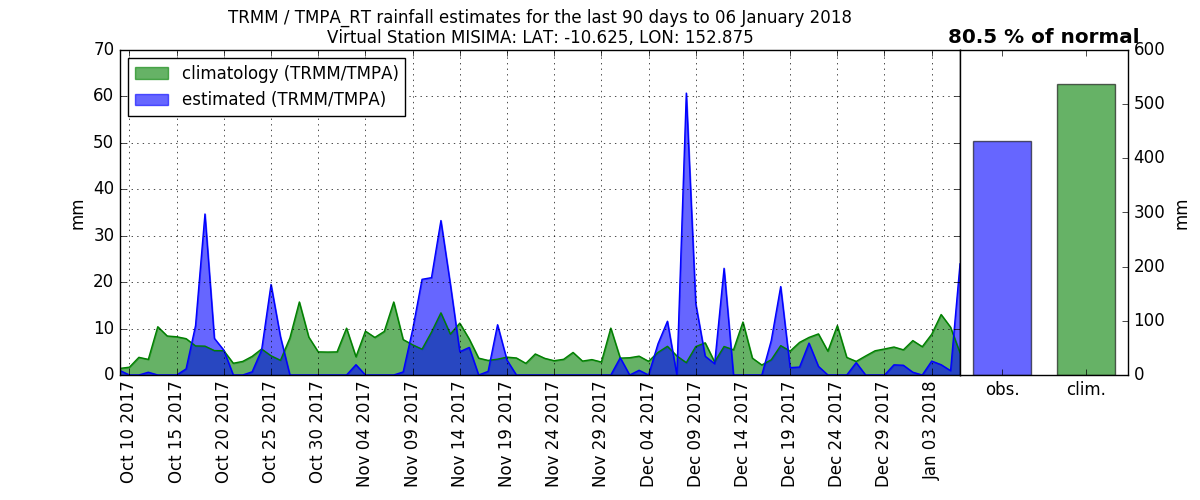 TRMM / TMPA_RT rainfall estimates for the last 90 days to 06 January 2018
Virtual Station MISIMA: LAT: -10.625, LON: 152.875
80.5 % of normal
climatology (TRMM/TMPA)
estimated (TRMM/TMPA)
70
60
50
40
30
20
10
0
mm
Oct 10 2017
Oct 15 2017
Oct 20 2017
Oct 25 2017
Oct 30 2017
Nov 04 2017
Nov 09 2017
Nov 14 2017
Nov 19 2017
Nov 24 2017
Nov 29 2017
Dec 04 2017
Dec 09 2017
Dec 14 2017
Dec 19 2017
Dec 24 2017
Dec 29 2017
Jan 03 2018
obs.
clim.
600
500
400
300
200
100
0
mm